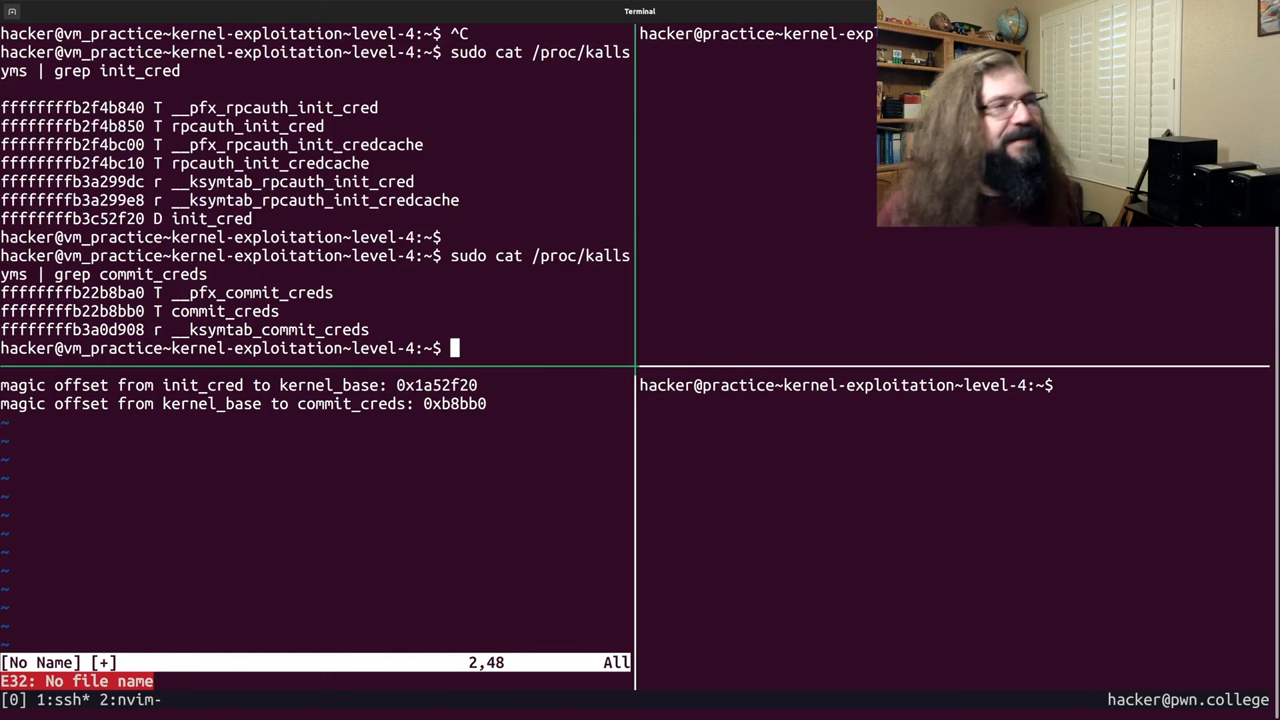 Terminal
hacker@vm_practice~kernel-exploitation~level-4:~$ ^C
hacker@vm_practice~kernel-exploitation~level-4:~$ sudo cat /proc/kalls
yms | grep init_cred
ffffffffb2f4b840 T __pfx_rpcauth_init_cred
ffffffffb2f4b850 T rpcauth_init_cred
ffffffffb2f4bc00 T __pfx_rpcauth_init_credcache
ffffffffb2f4bc10 T rpcauth_init_credcache
ffffffffb3a299dc r __ksymtab_rpcauth_init_cred
ffffffffb3a299e8 r __ksymtab_rpcauth_init_credcache
ffffffffb3c52f20 D init_cred
hacker@vm_practice~kernel-exploitation~level-4:~$
hacker@vm_practice~kernel-exploitation~level-4:~$ sudo cat /proc/kalls
yms | grep commit_creds
ffffffffb22b8ba0 T __pfx_commit_creds
ffffffffb22b8bb0 T commit_creds
ffffffffb3a0d908 r __ksymtab_commit_creds
hacker@vm_practice~kernel-exploitation~level-4:~$
hacker@practice~kernel-expl
magic offset from init_cred to kernel_base: 0x1a52f20
magic offset from kernel_base to commit_creds: 0xb8bb0
~
~
~
~
~
~
~
~
~
~
~
~
~
[No Name] [+] 2,48 All
E32: No file name
hacker@practice~kernel-exploitation~level-4:~$
[0] 1:ssh* 2:nvim- hacker@pwn.college